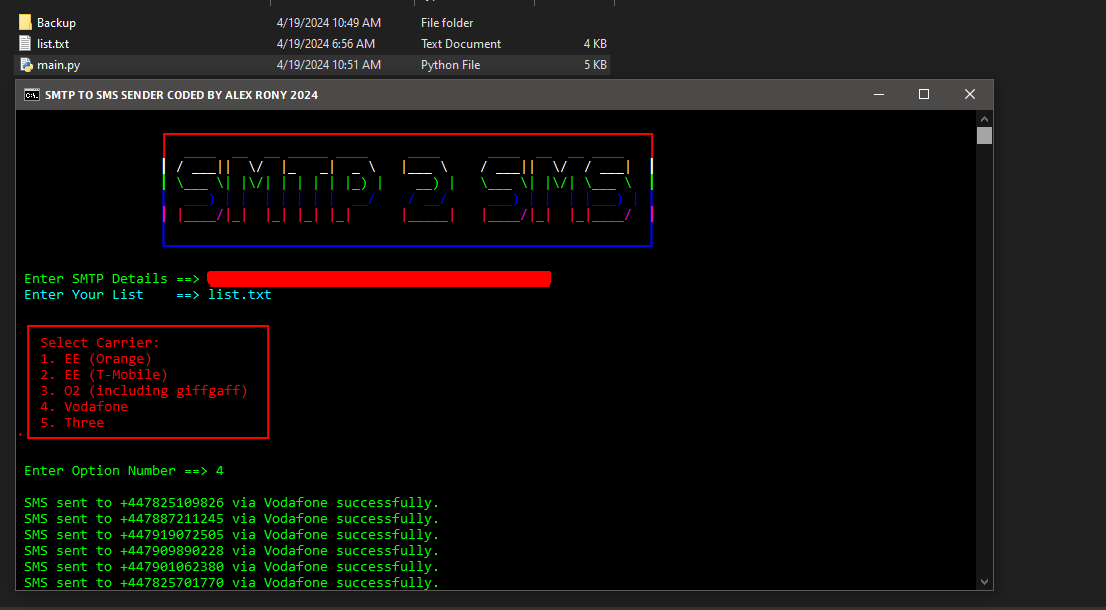 Backup 4/19/2024 10:49 AM File folder
list.txt 4/19/2024 6:56 AM Text Document 4 KB
main.py 4/19/2024 10:51 AM Python File 5 KB
SMTP TO SMS SENDER CODED BY ALEX RONY 2024
SMTP 2 SMS
Enter SMTP Details ==>
Enter Your List ==> list.txt
Select Carrier:
1. EE (Orange)
2. EE (T-Mobile)
3. O2 (including giffgaff)
4. Vodafone
5. Three
Enter Option Number ==> 4
SMS sent to +447825109826 via Vodafone successfully.
SMS sent to +447887211245 via Vodafone successfully.
SMS sent to +447919072505 via Vodafone successfully.
SMS sent to +447909890228 via Vodafone successfully.
SMS sent to +447901062380 via Vodafone successfully.
SMS sent to +447825701770 via Vodafone successfully.